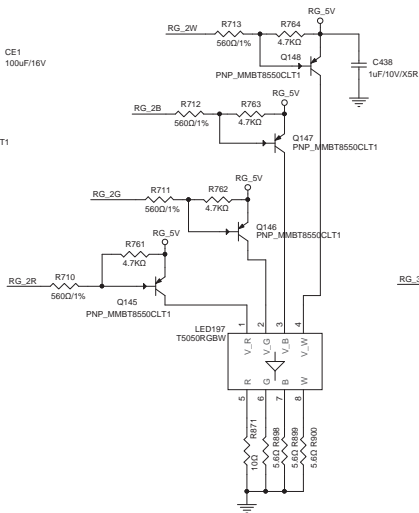 RG_5V
RG_2W
R713
R764
560Ω/1%
4.7KΩ
CE1
100uF/16V
Q148
PNP_MMBT8550CLT1
C438
1uF/10V/X5R
RG_5V
RG_2B
R712
R763
560Ω/1%
4.7KΩ
T1
Q147
PNP_MMBT8550CLT1
RG_5V
RG_2G
R711
R762
560Ω/1%
4.7KΩ
Q146
PNP_MMBT8550CLT1
RG_5V
R761
4.7KΩ
RG_2R
R710
560Ω/1%
RG_3
Q145
PNP_MMBT8550CLT1
LED197
T5050RGBW
1 2 3 4
V_R V_G V_B V_W
R G B W
5 6 7 8
10Ω R871
5.6Ω R898
5.6Ω R899
5.6Ω R900